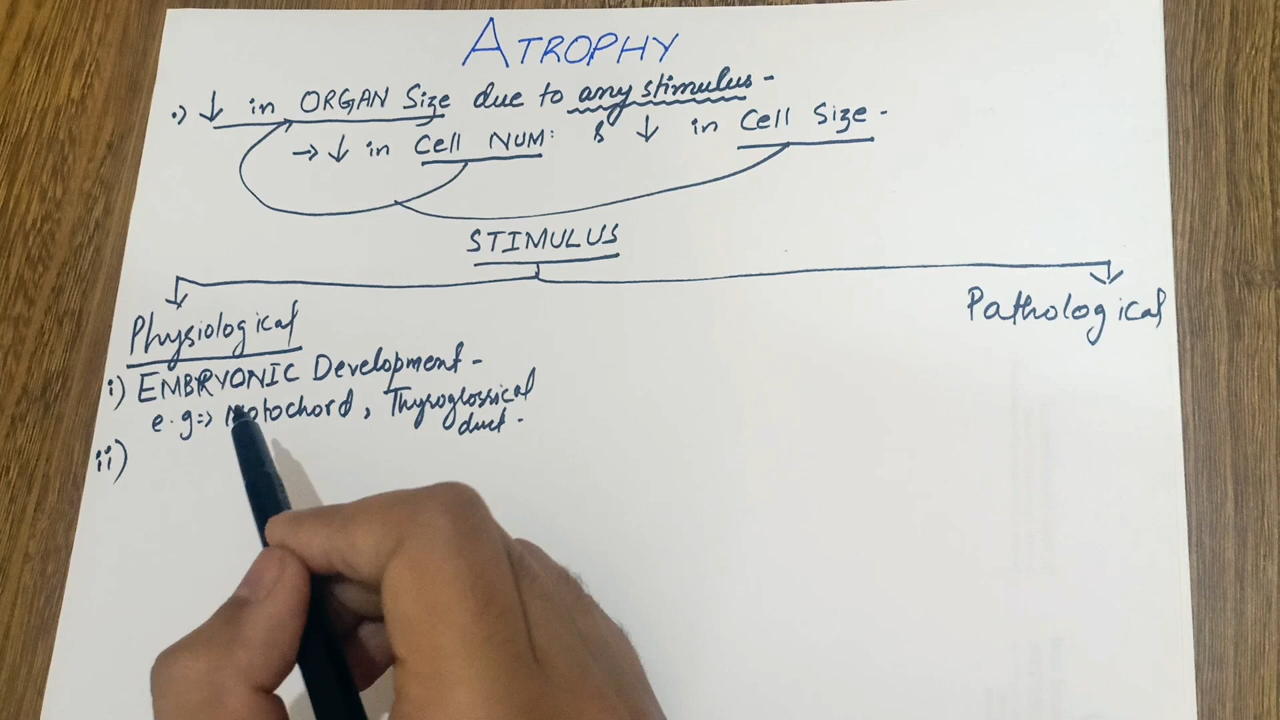 ATROPHY
·) ↓ in ORGAN Size due to any stimulus -
→ ↓ in Cell NUM: & ↓ in Cell Size -
STIMULUS
Physiological
Pathological
i) EMBRYONIC Development -
e.g => Notochord, Thyroglossical
duct -
ii)